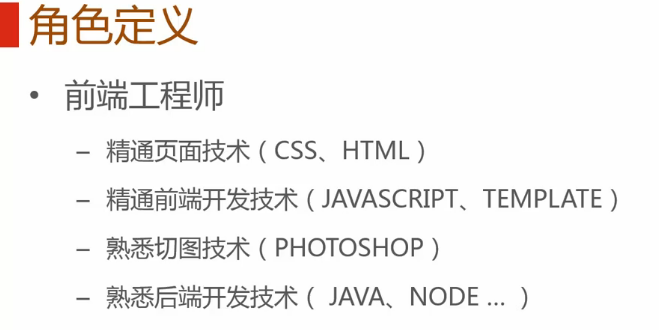 角色定义
• 前端工程师
– 精通页面技术（CSS、HTML）
– 精通前端开发技术（JAVASCRIPT、TEMPLATE）
– 熟悉切图技术（PHOTOSHOP）
– 熟悉后端开发技术（ JAVA、NODE ... ）